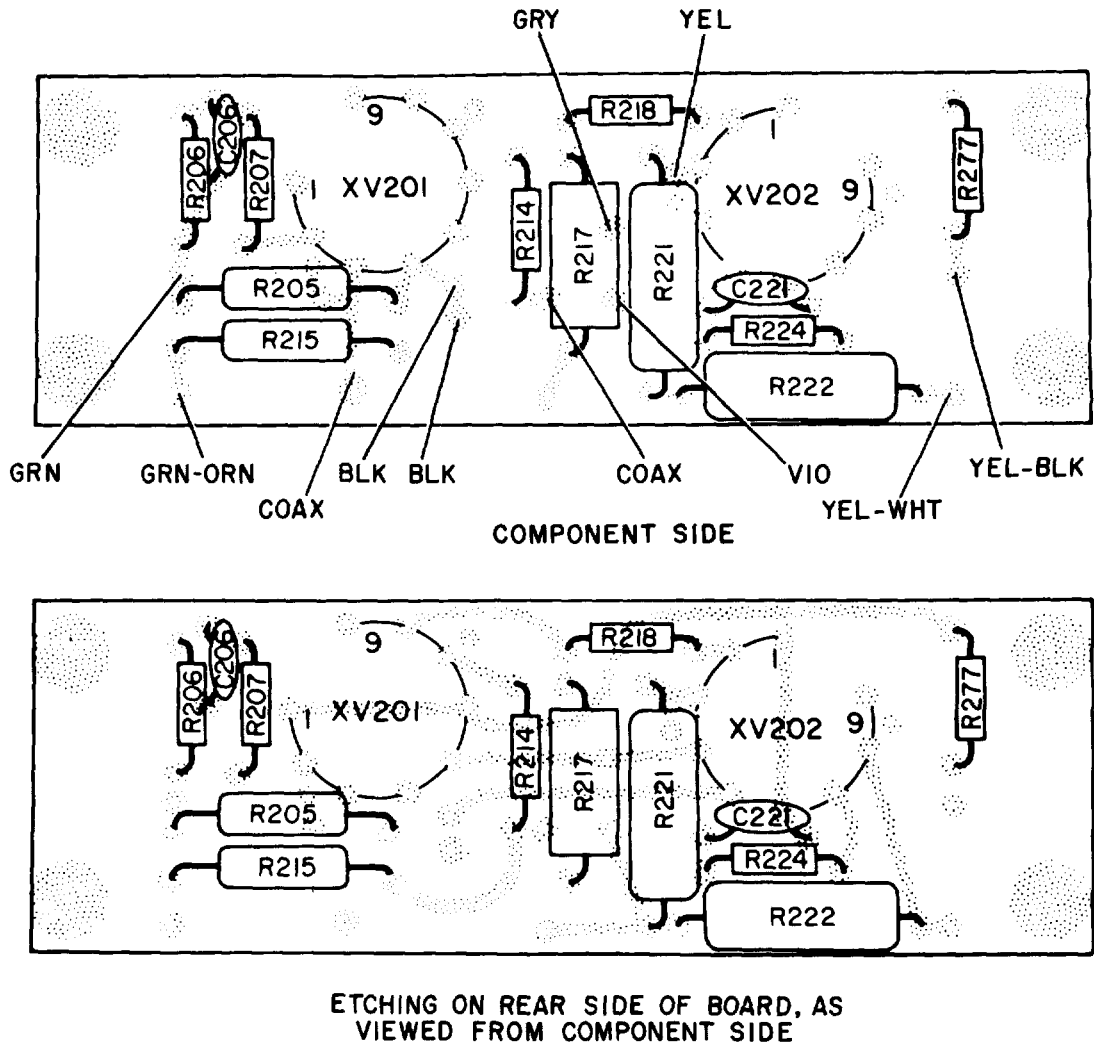 GRY YEL
R206 C206 R207 9 1 XV201 R218 R214 R217 R221 1 XV202 9 R277
R205 C221
R215 R224
R222
GRN GRN-ORN COAX BLK BLK COAX VIO YEL-WHT YEL-BLK
COMPONENT SIDE
R206 C206 R207 9 1 XV201 R218 R214 R217 R221 1 XV202 9 R277
R205 C221
R215 R224
R222
ETCHING ON REAR SIDE OF BOARD, AS
VIEWED FROM COMPONENT SIDE